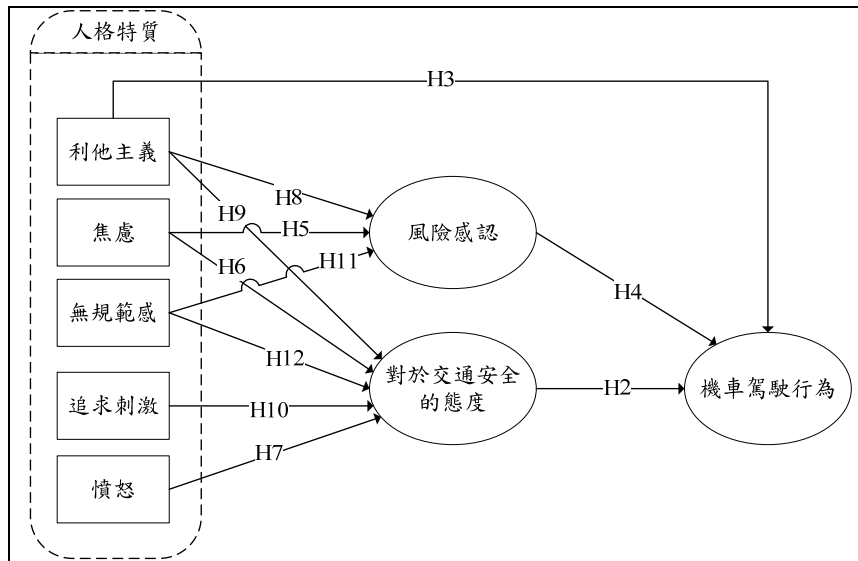 人格特質
H3
利他主義
H8
H9
焦慮
H5
風險感認
H6
H11
無規範感
H4
H12
對於交通安全
的態度
H2
機車駕駛行為
追求刺激
H10
H7
憤怒